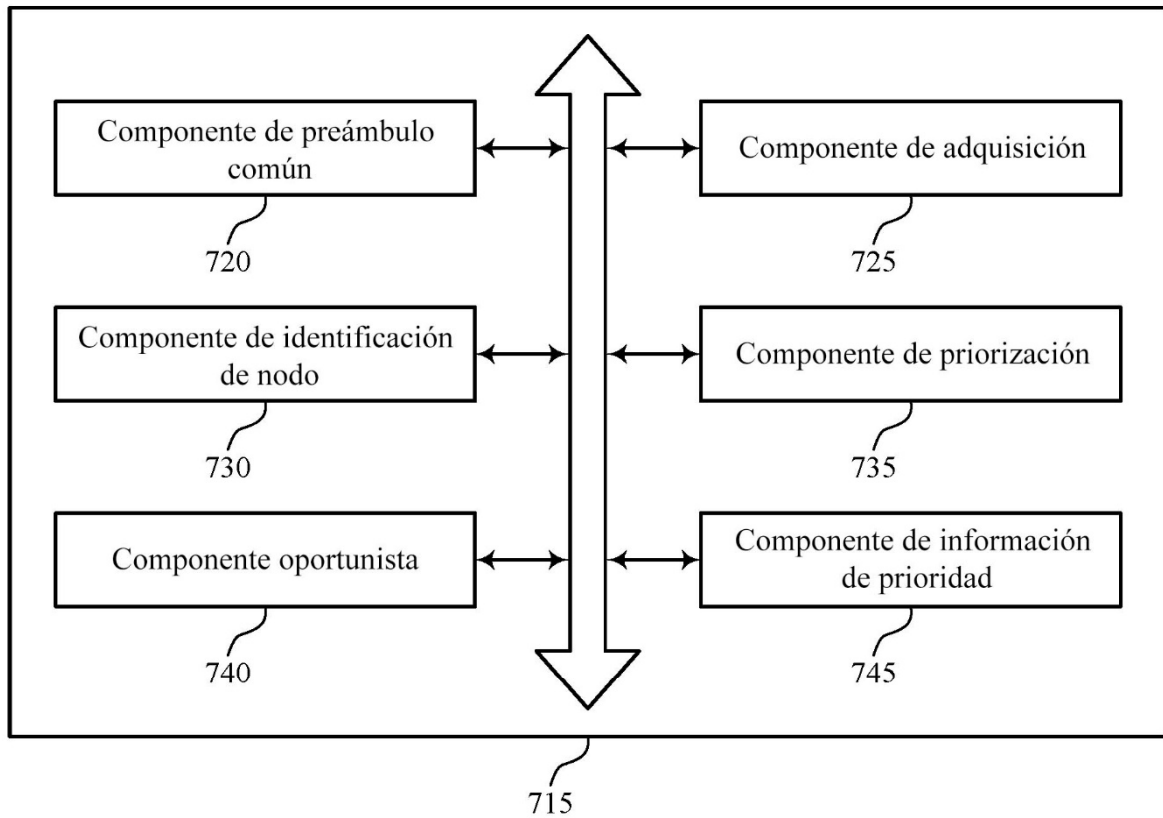 Componente de preámbulo
común
720
Componente de adquisición
725
Componente de identificación
de nodo
730
Componente de priorización
735
Componente oportunista
740
Componente de información
de prioridad
745
715